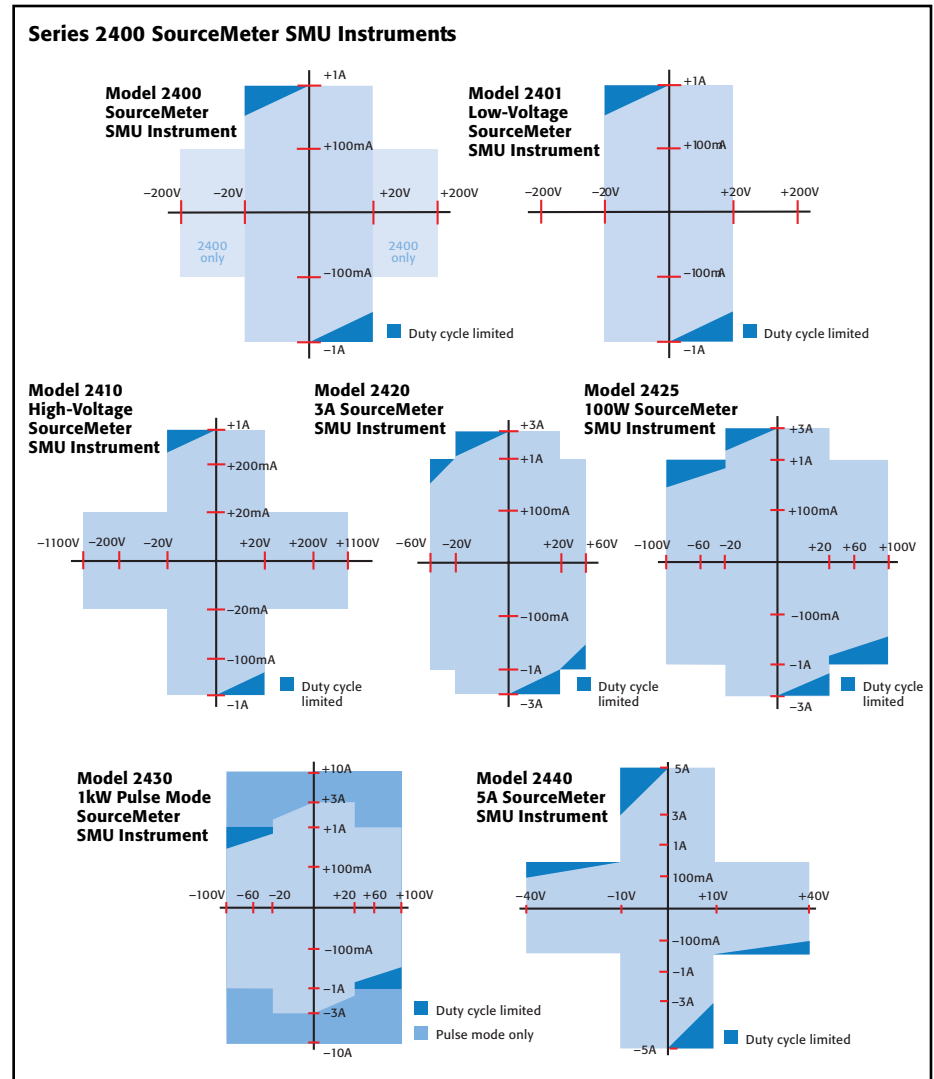 Series 2400 SourceMeter SMU Instruments
Model 2400
SourceMeter
SMU Instrument
+1A
+100mA
−200V
−20V
+20V
+200V
2400
only
2400
only
−100mA
−1A
Duty cycle limited
Model 2401
Low-Voltage
SourceMeter
SMU Instrument
+1A
+100mA
−200V
−20V
+20V
+200V
−100mA
−1A
Duty cycle limited
Model 2410
High-Voltage
SourceMeter
SMU Instrument
+1A
+200mA
+20mA
−1100V
−200V
−20V
+20V
+200V
+1100V
−20mA
−100mA
−1A
Duty cycle
limited
Model 2420
3A SourceMeter
SMU Instrument
+3A
+1A
+100mA
−60V
−20V
+20V
+60V
−100mA
−1A
−3A
Duty cycle
limited
Model 2425
100W SourceMeter
SMU Instrument
+3A
+1A
+100mA
−100V
−60
−20
+20
+60
+100V
−100mA
−1A
−3A
Duty cycle
limited
Model 2430
1kW Pulse Mode
SourceMeter
SMU Instrument
+10A
+3A
+1A
+100mA
−100V
−60
−20
+20
+60
+100V
−100mA
−1A
−3A
−10A
Duty cycle limited
Pulse mode only
Model 2440
5A SourceMeter
SMU Instrument
5A
3A
1A
100mA
−40V
−10V
+10V
+40V
−100mA
−1A
−3A
−5A
Duty cycle limited